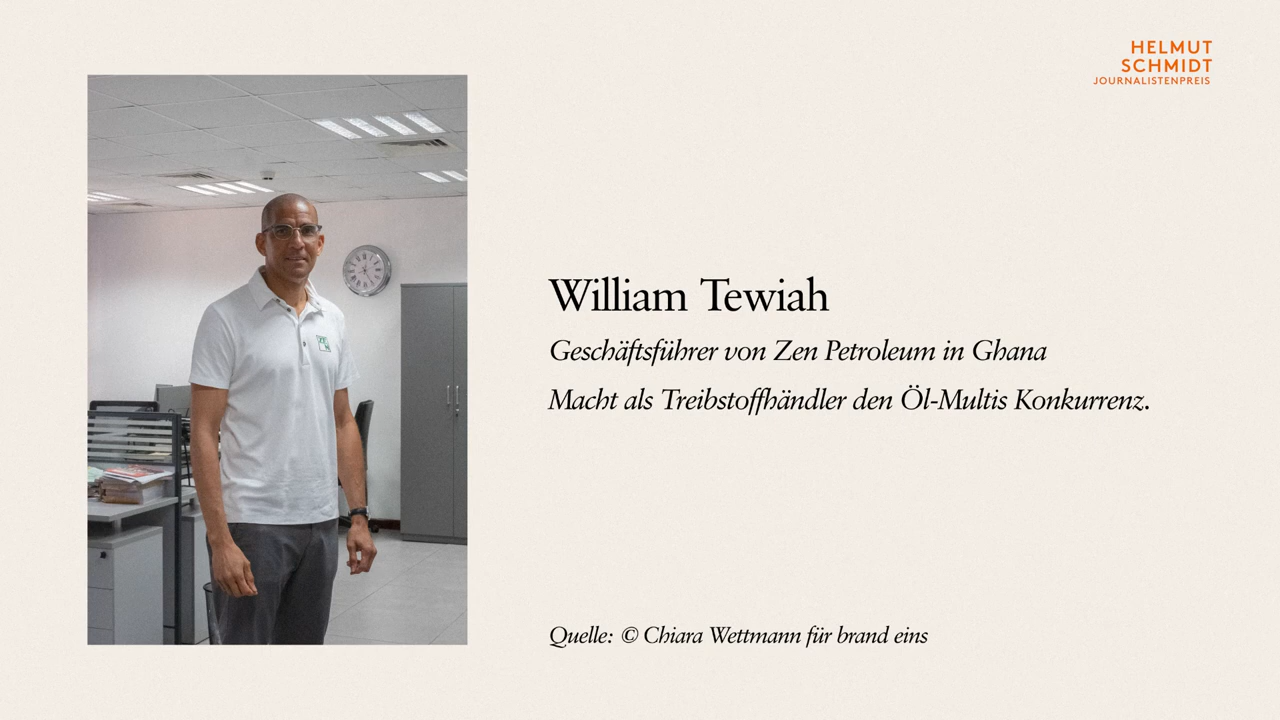 HELMUT
SCHMIDT
JOURNALISTENPREIS
William Tewiah
Geschäftsführer von Zen Petroleum in Ghana
Macht als Treibstoffhändler den Öl-Multis Konkurrenz.
Quelle: © Chiara Wettmann für brand eins